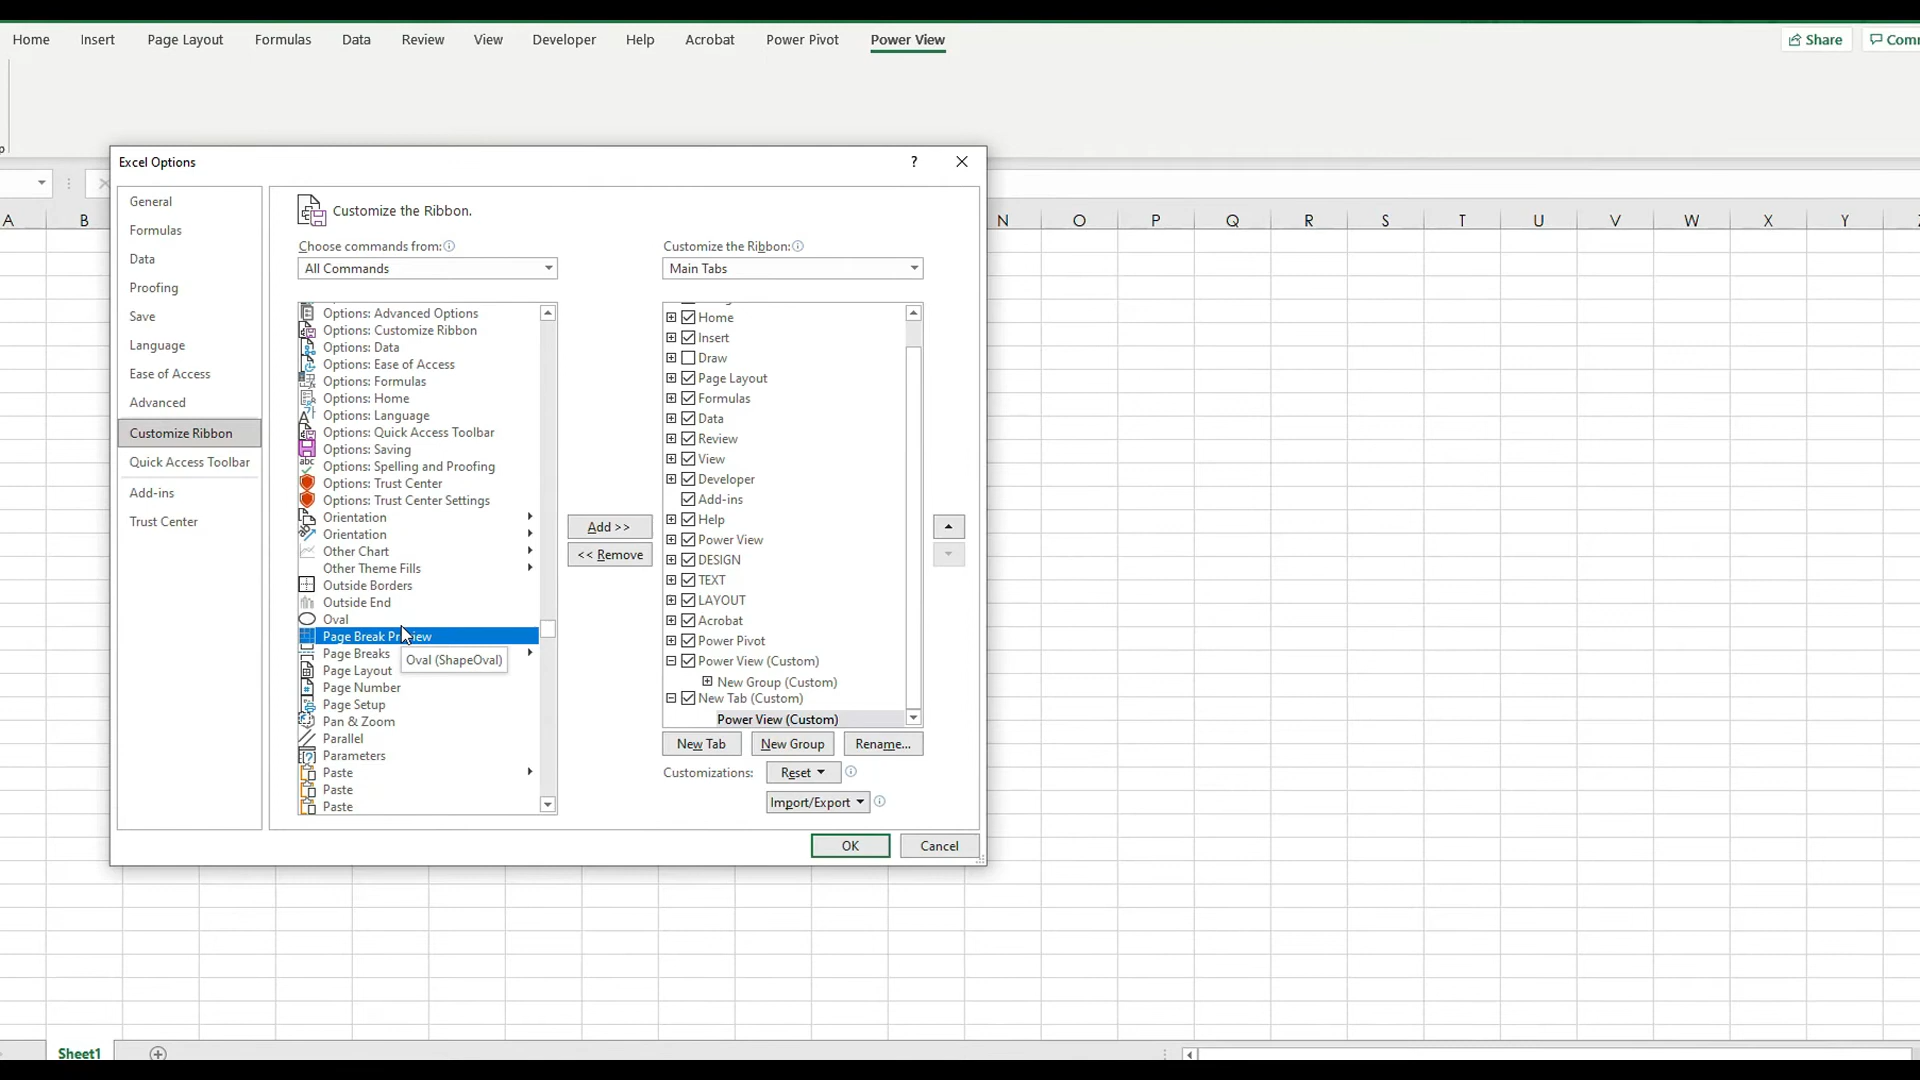 Home Insert Page Layout Formulas Data Review View Developer Help Acrobat Power Pivot Power View Share
Excel Options ?
General
Formulas
Data
Proofing
Save
Language
Ease of Access
Advanced
Customize Ribbon
Quick Access Toolbar
Add-ins
Trust Center
Customize the Ribbon.
Choose commands from:
All Commands
Options: Advanced Options
Options: Customize Ribbon
Options: Data
Options: Ease of Access
Options: Formulas
Options: Home
Options: Language
Options: Quick Access Toolbar
Options: Saving
Options: Spelling and Proofing
Options: Trust Center
Options: Trust Center Settings
Orientation
Orientation
Other Chart
Other Theme Fills
Outside Borders
Outside End
Oval
Page Break Preview
Page Breaks
Oval (ShapeOval)
Page Layout
Page Number
Page Setup
Pan & Zoom
Parallel
Parameters
Paste
Paste
Paste
Add >>
<< Remove
Customize the Ribbon:
Main Tabs
Home
Insert
Draw
Page Layout
Formulas
Data
Review
View
Developer
Add-ins
Help
Power View
DESIGN
TEXT
LAYOUT
Acrobat
Power Pivot
Power View (Custom)
New Group (Custom)
New Tab (Custom)
Power View (Custom)
New Tab New Group Rename...
Customizations: Reset
Import/Export
OK Cancel
A B N O P Q R S T U V W X Y
Sheet1